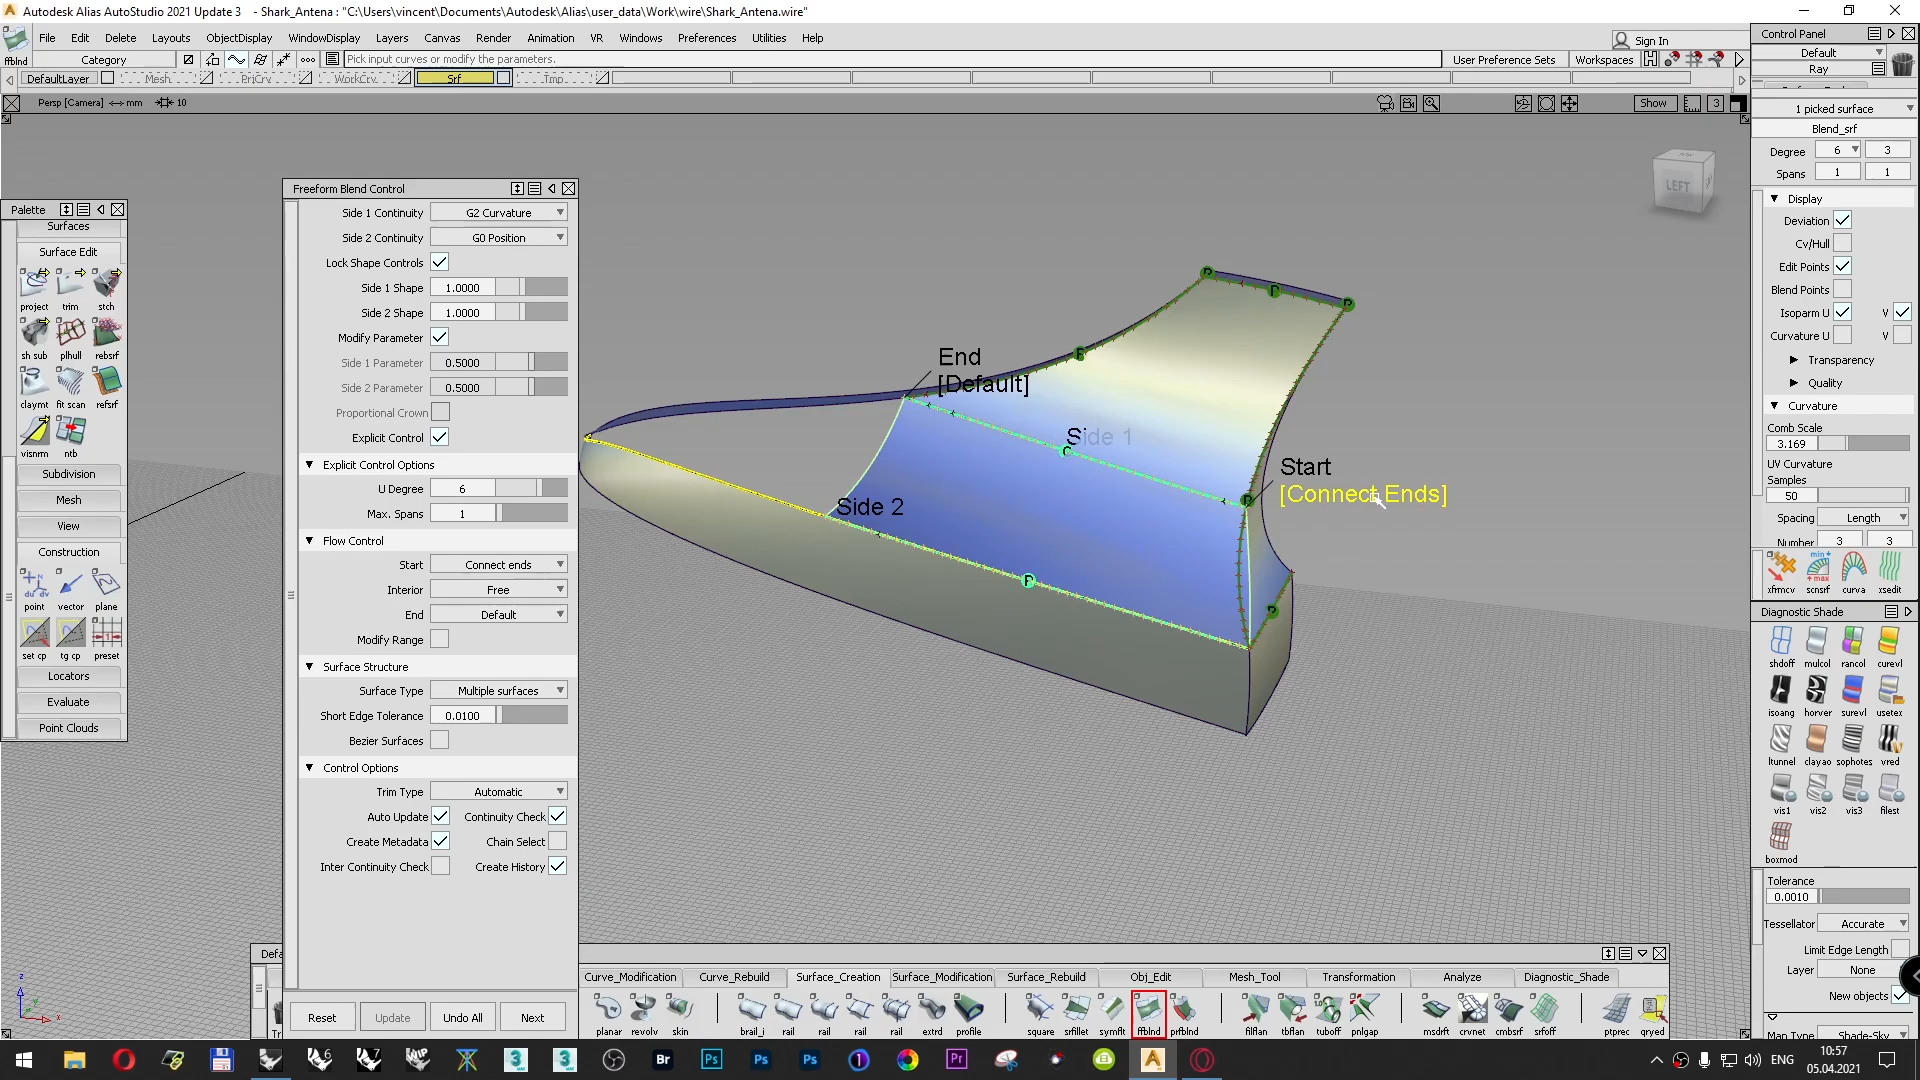 Autodesk Alias AutoStudio 2021 Update 3 - Shark_Antena : "C:\Users\vincent\Documents\Autodesk\Alias\user_data\Work\wire\Shark_Antena.wire"
File Edit Delete Layouts ObjectDisplay WindowDisplay Layers Canvas Render Animation VR Windows Preferences Utilities Help
Sign In
ffblnd Category Pick input curves or modify the parameters. User Preference Sets Workspaces
DefaultLayer Mesh PrjCrv WorkCrv Srf Tmp
Persp [Camera] <-> mm 10 Show 3
LEFT
Palette
Surfaces
Surface Edit
project trim stch
sh sub plhull rebsrf
claymt fit scan refsrf
visnrm ntb
Subdivision
Mesh
View
Construction
point vector plane
set cp tg cp preset
Locators
Evaluate
Point Clouds
Freeform Blend Control
Side 1 Continuity G2 Curvature
Side 2 Continuity G0 Position
Lock Shape Controls
Side 1 Shape 1.0000
Side 2 Shape 1.0000
Modify Parameter
Side 1 Parameter 0.5000
Side 2 Parameter 0.5000
Proportional Crown
Explicit Control
Explicit Control Options
U Degree 6
Max. Spans 1
Flow Control
Start Connect ends
Interior Free
End Default
Modify Range
Surface Structure
Surface Type Multiple surfaces
Short Edge Tolerance 0.0100
Bezier Surfaces
Control Options
Trim Type Automatic
Auto Update Continuity Check
Create Metadata Chain Select
Inter Continuity Check Create History
Reset Update Undo All Next
End
[Default]
Side 1
Start
[Connect Ends]
Side 2
P P P P P P P P
C
Control Panel
Default
Ray
1 picked surface
Blend_srf
Degree 6 3
Spans 1 1
Display
Deviation
Cv/Hull
Edit Points
Blend Points
Isoparm U V
Curvature U V
Transparency
Quality
Curvature
Comb Scale
3.169
UV Curvature
Samples
50
Spacing Length
Number 3 3
xfrmcv scnsrf curva xsedit
Diagnostic Shade
shdoff mulcol rancol curevl
isoang horver surevl usetex
ltunnel clayao sophotes vred
vis1 vis2 vis3 filest
boxmod
Tolerance
0.0010
Tessellator Accurate
Limit Edge Length
Layer None
New objects
Map Type Shade-Sky
Defa
Curve_Modification Curve_Rebuild Surface_Creation Surface_Modification Surface_Rebuild Obj_Edit Mesh_Tool Transformation Analyze Diagnostic_Shade
Tr planar revolv skin brail_i rail rail rail rail extrd profile square srfillet symflt ffblnd prfblnd filflan tbflan tuboff pnlgap msdrft crvnet cmbsrf srfoff ptprec qryed
z y x
Br Ps Ps Ps 1 Pr A
ENG
10:57
05.04.2021